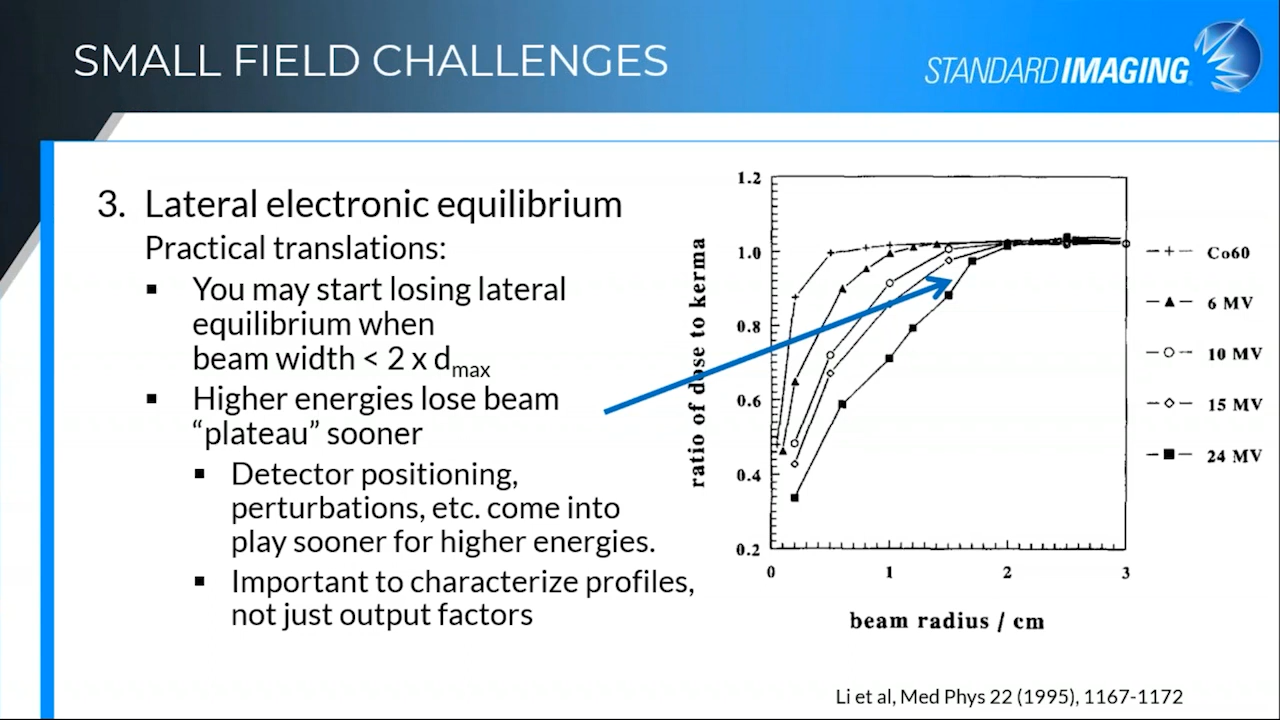 SMALL FIELD CHALLENGES
STANDARD IMAGING
3. Lateral electronic equilibrium
Practical translations:
▪ You may start losing lateral
equilibrium when
beam width < 2 x dmax
▪ Higher energies lose beam
“plateau” sooner
▪ Detector positioning,
perturbations, etc. come into
play sooner for higher energies.
▪ Important to characterize profiles,
not just output factors
ratio of dose to kerma
1.2
1.0
0.8
0.6
0.4
0.2
0 1 2 3
beam radius / cm
Co60
6 MV
10 MV
15 MV
24 MV
Li et al, Med Phys 22 (1995), 1167-1172